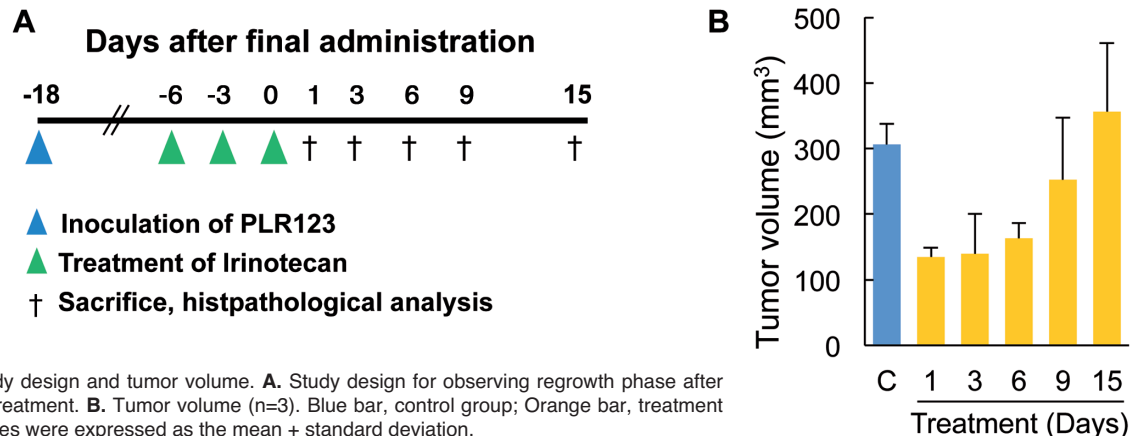 A
Days after final administration
-18 -6 -3 0 1 3 6 9 15
† † † † †
Inoculation of PLR123
Treatment of Irinotecan
† Sacrifice, histpathological analysis
B
Tumor volume (mm³)
500
400
300
200
100
0
C 1 3 6 9 15
Treatment (Days)
design and tumor volume. A. Study design for observing regrowth phase after
B. Tumor volume (n=3). Blue bar, control group; Orange bar, treatment
were expressed as the mean + standard deviation.